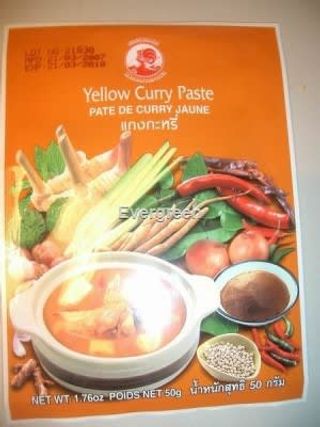 LOT NO 21036
MFG 21/03/2007
EXP 21/03/2010
Yellow Curry Paste
PATE DE CURRY JAUNE
แกงกะหรี่
Evergreen
NET WT 1.76oz POIDS NET 50g น้ำหนักสุทธิ 50 กรัม